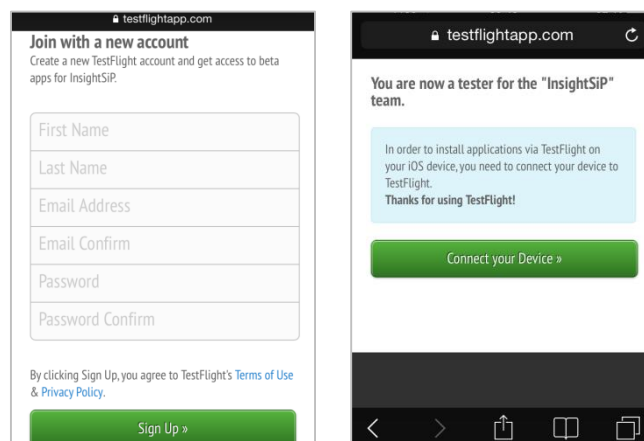 testflightapp.com
Join with a new account
Create a new TestFlight account and get access to beta
apps for InsightSiP.
First Name
Last Name
Email Address
Email Confirm
Password
Password Confirm
By clicking Sign Up, you agree to TestFlight's Terms of Use
& Privacy Policy.
Sign Up »
testflightapp.com
You are now a tester for the "InsightSiP"
team.
In order to install applications via TestFlight on
your iOS device, you need to connect your device to
TestFlight.
Thanks for using TestFlight!
Connect your Device »